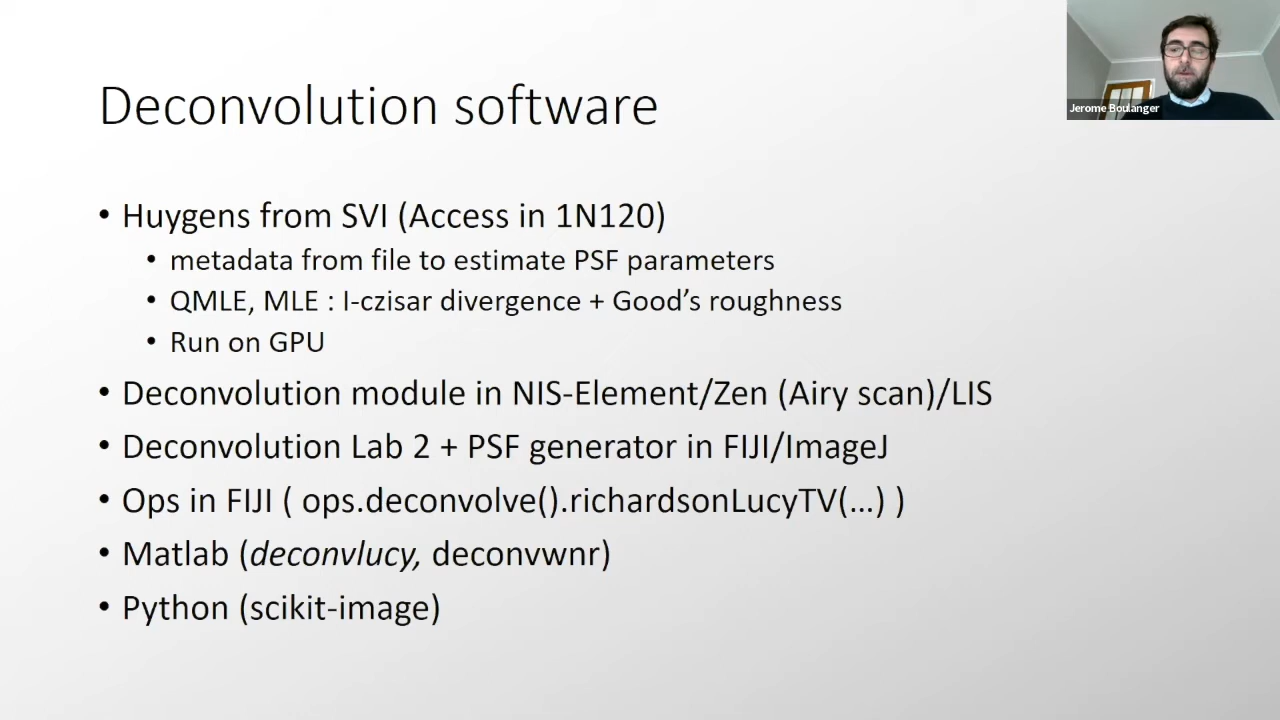 Deconvolution software
Jerome Boulanger
• Huygens from SVI (Access in 1N120)
• metadata from file to estimate PSF parameters
• QMLE, MLE : I-czisar divergence + Good’s roughness
• Run on GPU
• Deconvolution module in NIS-Element/Zen (Airy scan)/LIS
• Deconvolution Lab 2 + PSF generator in FIJI/ImageJ
• Ops in FIJI ( ops.deconvolve().richardsonLucyTV(…) )
• Matlab (deconvlucy, deconvwnr)
• Python (scikit-image)